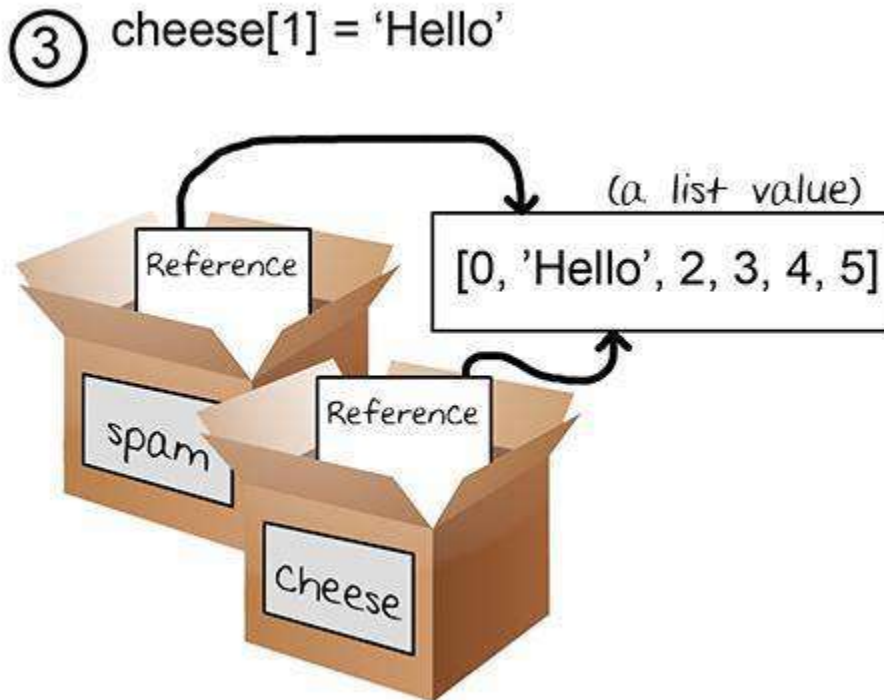 ③ cheese[1] = ‘Hello’
(a list value)
[0, ’Hello’, 2, 3, 4, 5]
Reference
Reference
spam
Cheese